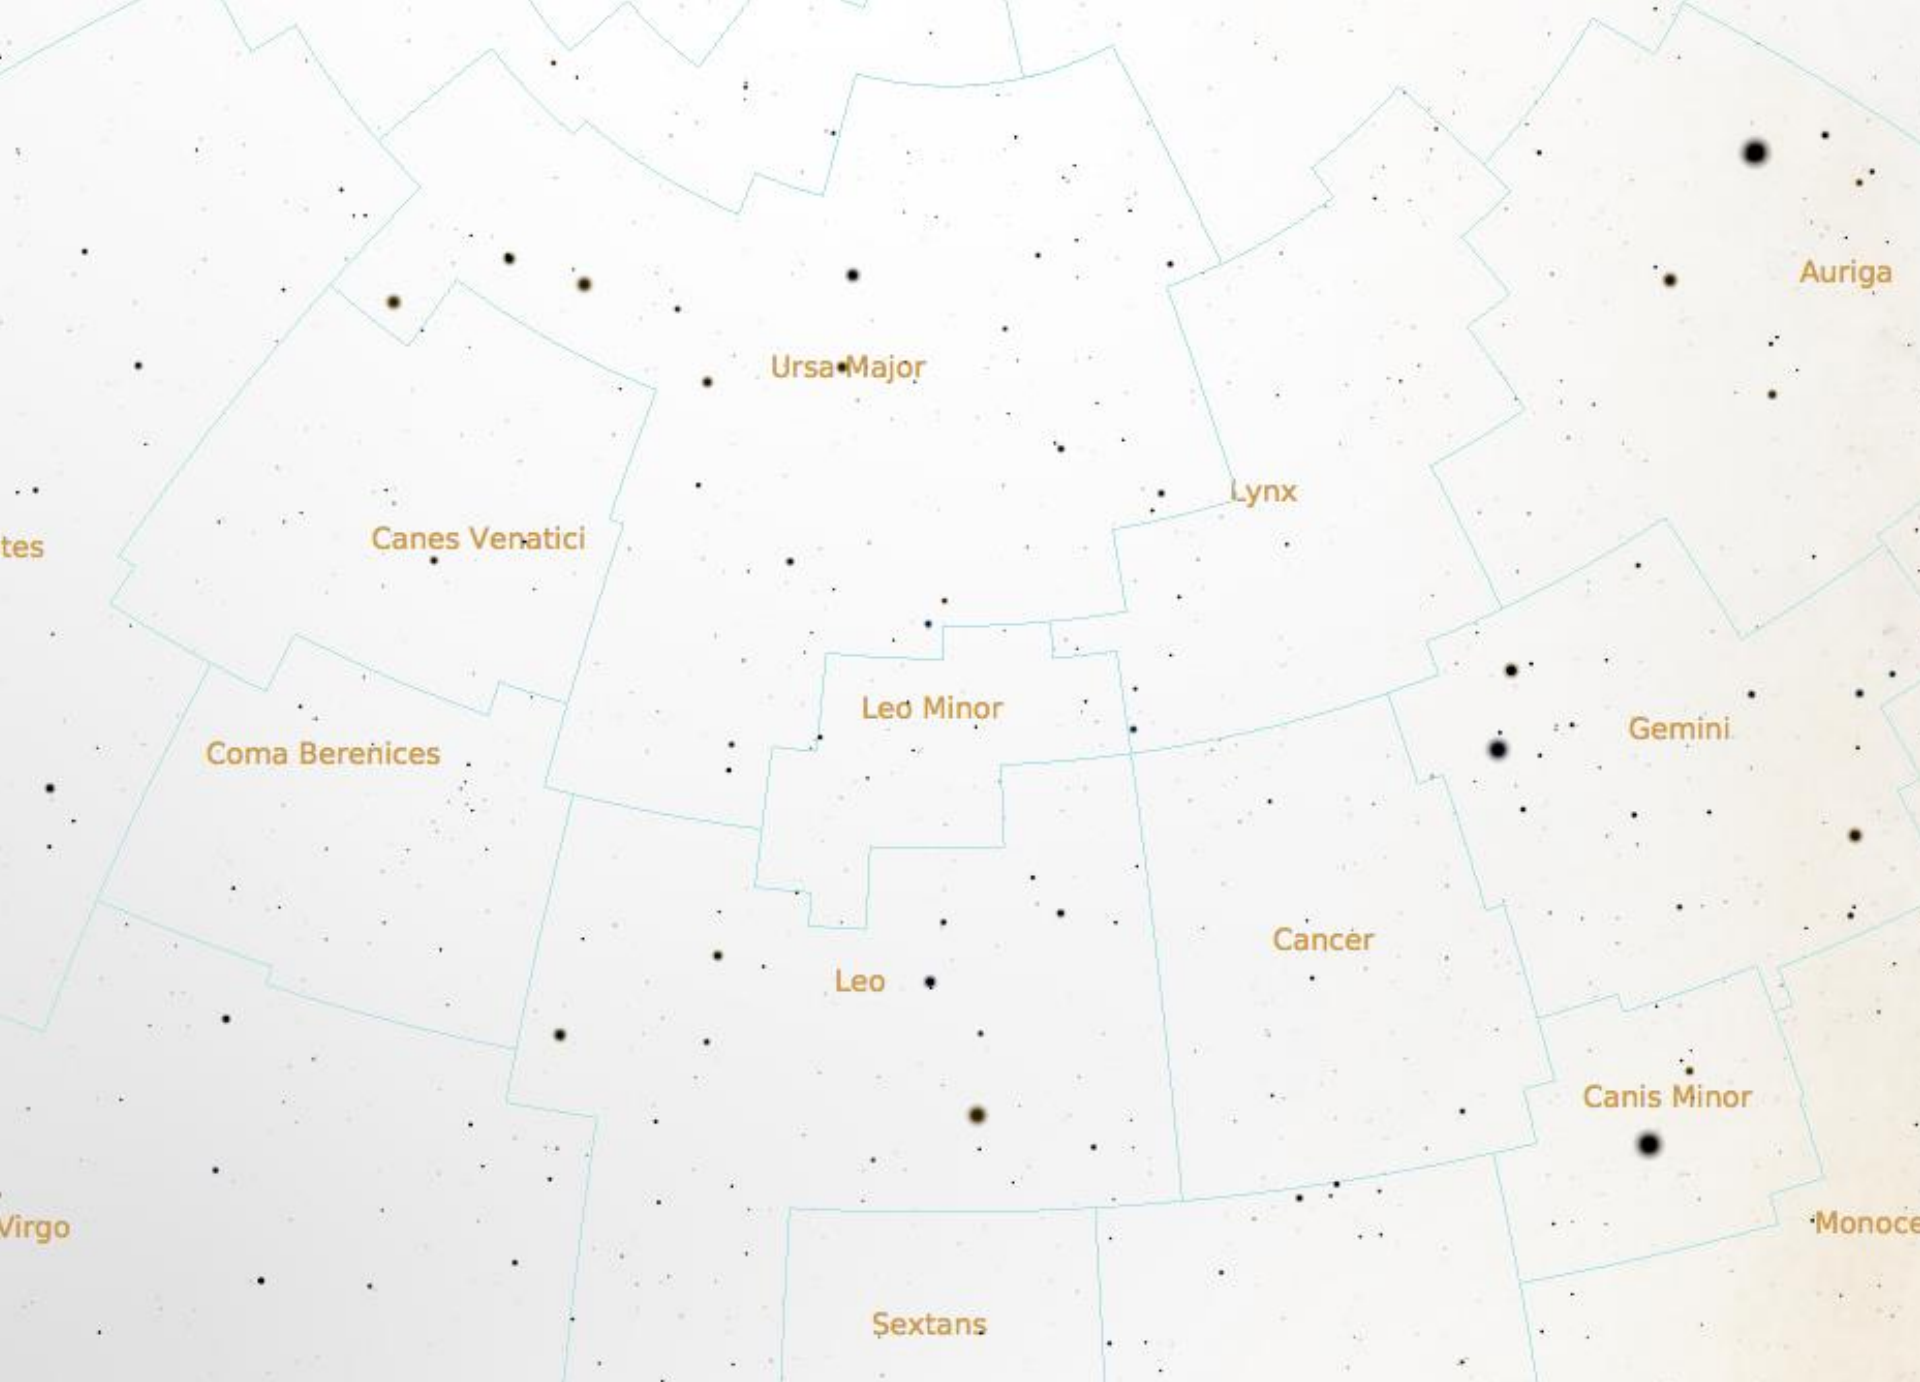 Auriga
Ursa Major
Lynx
Canes Venatici
tes
Leo Minor
Gemini
Coma Berenices
Cancer
Leo
Canis Minor
Virgo
Monoce
Sextans